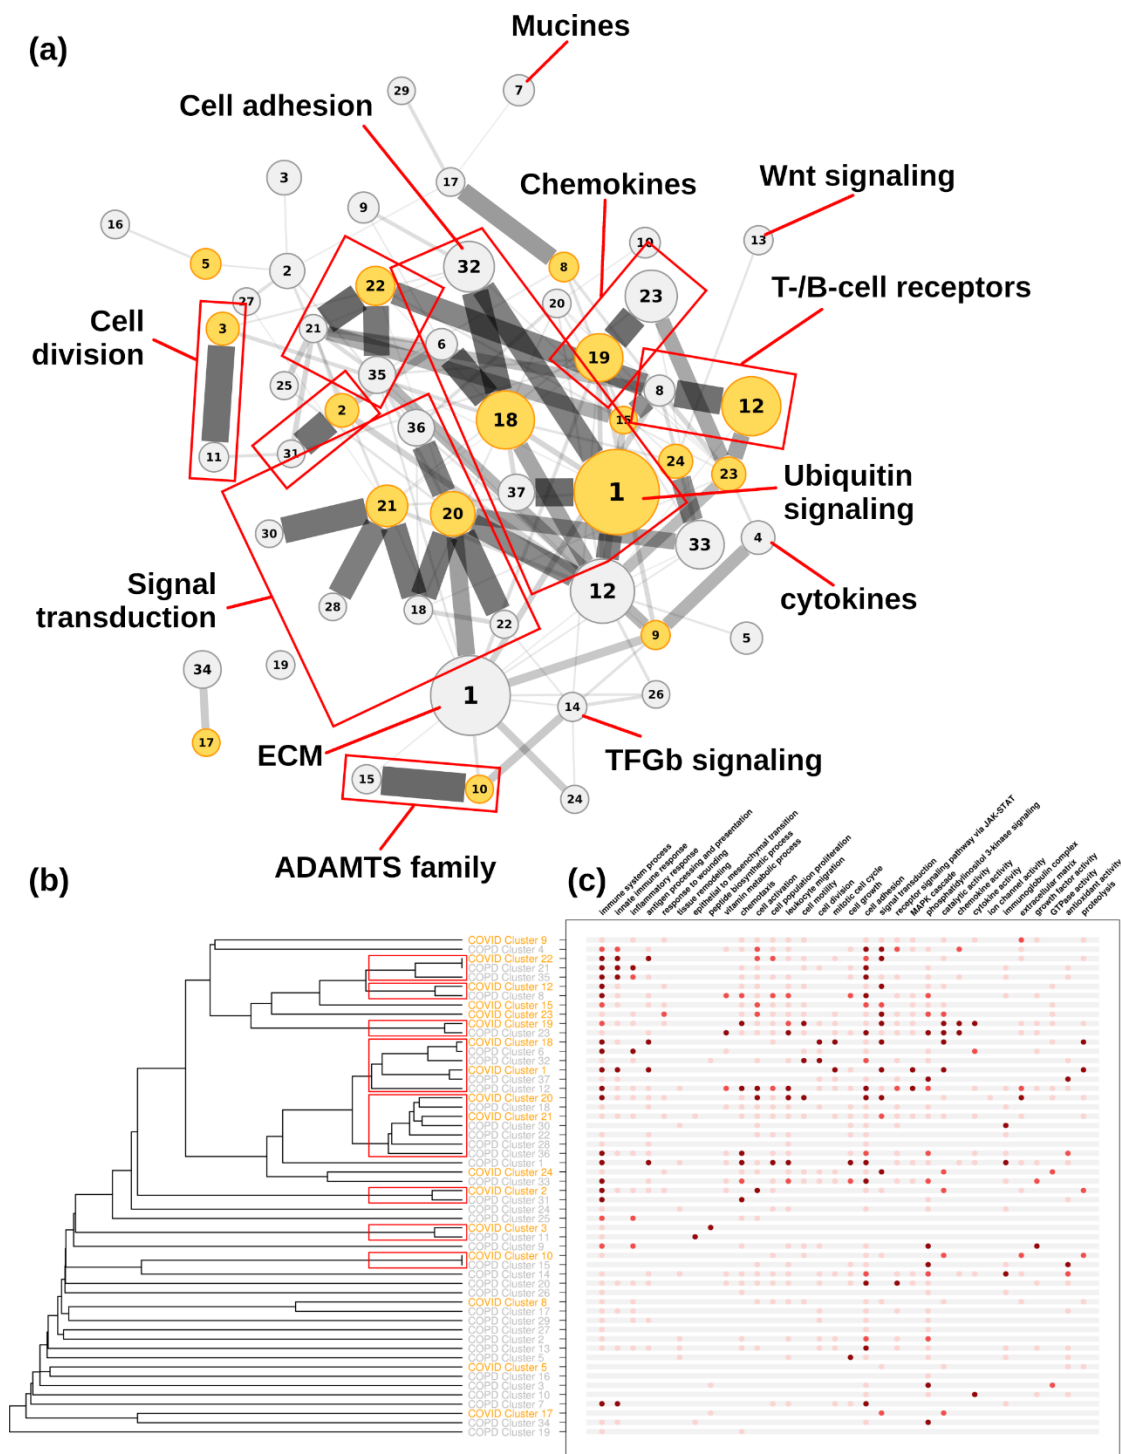 (a)
Mucines
29
7
Cell adhesion
17
3
Chemokines
Wnt signaling
9
16
10
13
5
2
32
8
22
27
20
23
T-/B-cell receptors
Cell
division
3
21
6
19
35
25
8
2
18
15
12
36
11
31
24
23
Ubiquitin
signaling
37
1
21
20
30
33
4
Signal
transduction
12
cytokines
28
18
22
9
5
34
19
1
26
14
17
ECM
TFGb signaling
15
10
24
ADAMTS family
(b)
(c)
immune system process
innate immune response
inflammatory response
antigen processing and presentation
response to wounding
tissue remodeling
epithelial to mesenchymal transition
peptide biosynthetic process
vitamin metabolic process
chemotaxis
cell activation
cell population proliferation
leukocyte migration
cell motility
cell division
mitotic cell cycle
cell growth
cell adhesion
signal transduction
receptor signaling pathway via JAK-STAT
MAPK cascade
phosphatidylinositol 3-kinase signaling
catalytic activity
chemokine activity
cytokine activity
ion channel activity
immunoglobulin complex
extracellular matrix
growth factor activity
GTPase activity
antioxidant activity
proteolysis
COVID Cluster 9
COPD Cluster 4
COVID Cluster 22
COPD Cluster 21
COPD Cluster 35
COVID Cluster 12
COPD Cluster 8
COVID Cluster 15
COVID Cluster 23
COVID Cluster 19
COPD Cluster 23
COVID Cluster 18
COPD Cluster 6
COPD Cluster 32
COVID Cluster 1
COPD Cluster 37
COPD Cluster 12
COVID Cluster 20
COPD Cluster 18
COVID Cluster 21
COPD Cluster 30
COPD Cluster 22
COPD Cluster 28
COPD Cluster 36
COPD Cluster 1
COVID Cluster 24
COPD Cluster 33
COVID Cluster 2
COPD Cluster 31
COPD Cluster 24
COPD Cluster 25
COVID Cluster 3
COPD Cluster 11
COPD Cluster 9
COVID Cluster 10
COPD Cluster 15
COPD Cluster 14
COPD Cluster 20
COPD Cluster 26
COVID Cluster 8
COPD Cluster 17
COPD Cluster 29
COPD Cluster 27
COPD Cluster 2
COPD Cluster 13
COPD Cluster 5
COVID Cluster 5
COPD Cluster 16
COPD Cluster 3
COPD Cluster 10
COPD Cluster 7
COVID Cluster 17
COPD Cluster 34
COPD Cluster 19